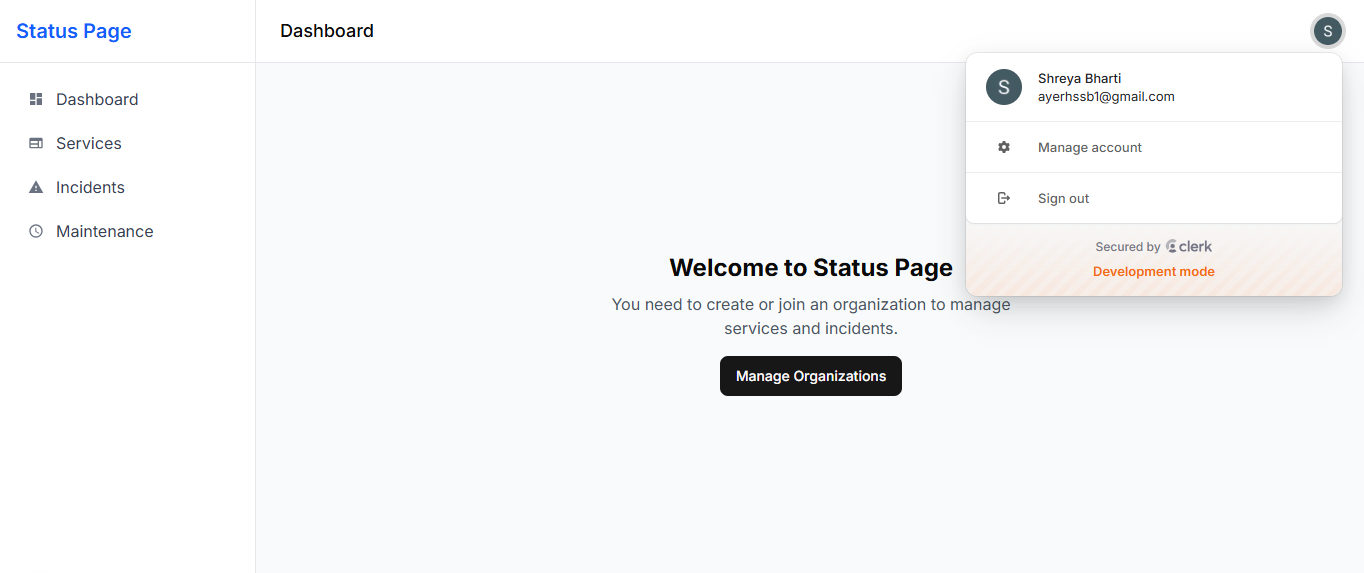 Status Page
Dashboard
S
Dashboard
Services
Incidents
Maintenance
S
Shreya Bharti
ayerhssb1@gmail.com
Manage account
Sign out
Secured by clerk
Development mode
Welcome to Status Page
You need to create or join an organization to manage
services and incidents.
Manage Organizations